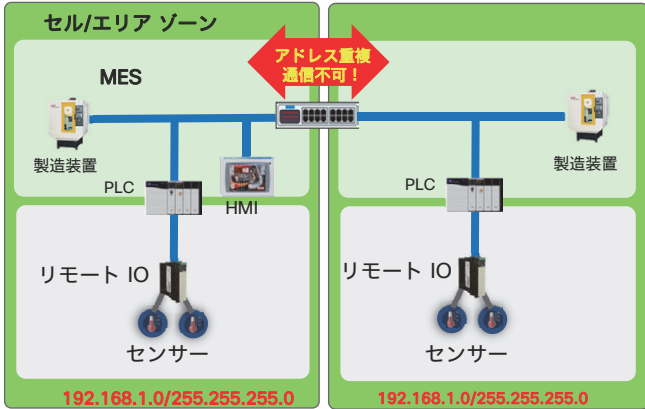 セル/エリア ゾーン
アドレス重複
通信不可！
MES
製造装置
PLC
HMI
リモート IO
センサー
192.168.1.0/255.255.255.0
製造装置
PLC
リモート IO
センサー
192.168.1.0/255.255.255.0